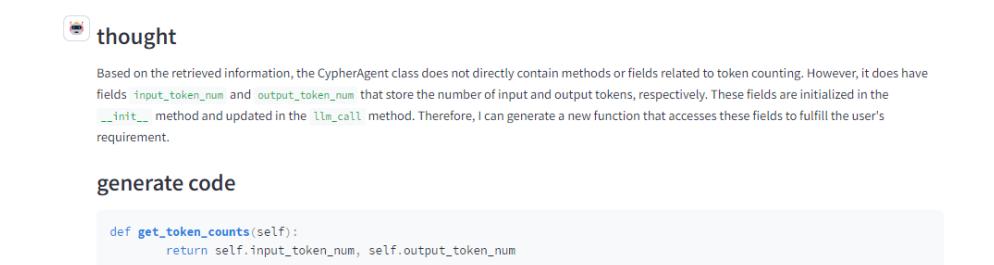 thought
Based on the retrieved information, the CypherAgent class does not directly contain methods or fields related to token counting. However, it does have
fields input_token_num and output_token_num that store the number of input and output tokens, respectively. These fields are initialized in the
__init__ method and updated in the llm_call method. Therefore, I can generate a new function that accesses these fields to fulfill the user's
requirement.
generate code
def get_token_counts(self):
        return self.input_token_num, self.output_token_num